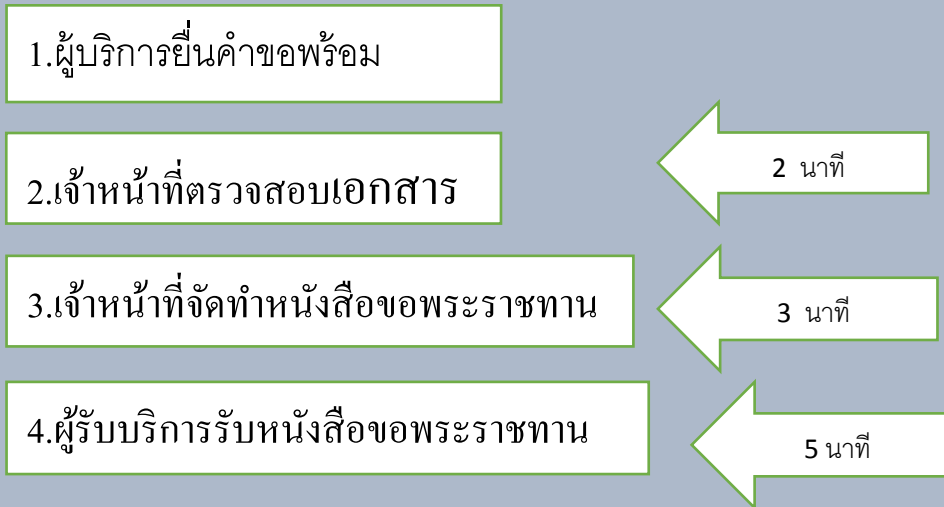 1.ผู้บริการยื่นคำขอพร้อม
2.เจ้าหน้าที่ตรวจสอบเอกสาร
2 นาที
3.เจ้าหน้าที่จัดทำหนังสือขอพระราชทาน
3 นาที
4.ผู้รับบริการรับหนังสือขอพระราชทาน
5 นาที